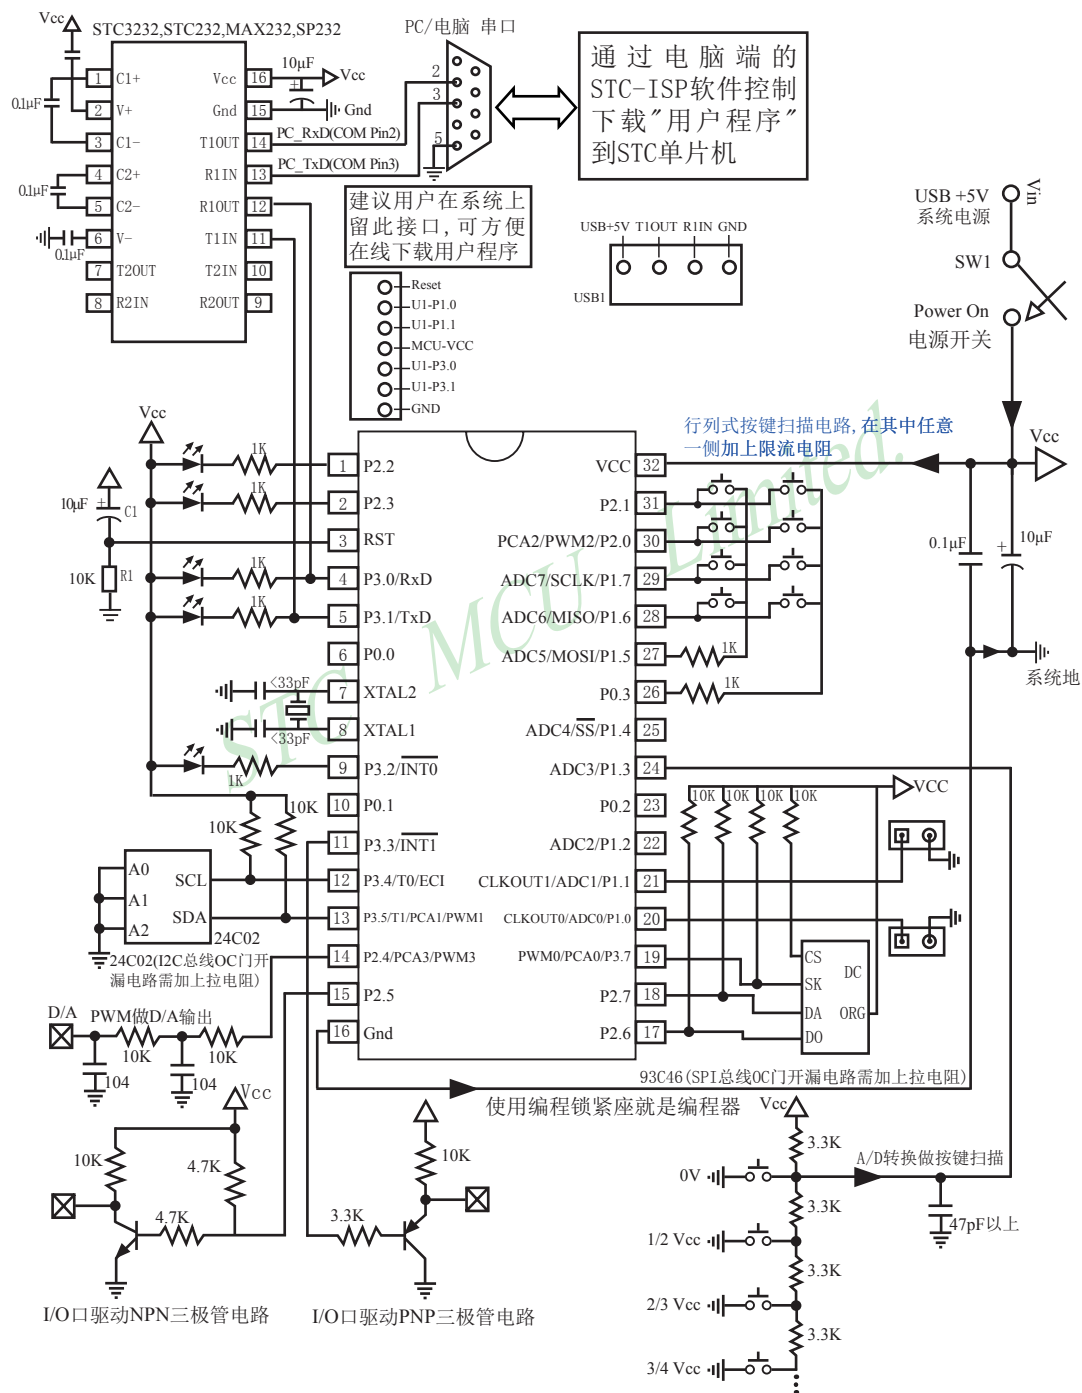 Vcc
STC3232,STC232,MAX232,SP232
PC/电脑 串口
1 C1+
2 V+
3 C1-
4 C2+
5 C2-
6 V-
7 T2OUT
8 R2IN
Vcc 16
Gnd 15
T1OUT 14
R1IN 13
R1OUT 12
T1IN 11
T2IN 10
R2OUT 9
0.1μF
0.1μF
0.1μF
10μF
+
Vcc
Gnd
PC_RxD(COM Pin2)
PC_TxD(COM Pin3)
2
3
5
通过电脑端的
STC-ISP软件控制
下载"用户程序"
到STC单片机
建议用户在系统上
留此接口,可方便
在线下载用户程序
Reset
U1-P1.0
U1-P1.1
MCU-VCC
U1-P3.0
U1-P3.1
GND
USB+5V T1OUT R1IN GND
USB1
USB +5V
系统电源
Vin
SW1
Power On
电源开关
Vcc
0.1μF
+
10μF
系统地
行列式按键扫描电路,在其中任意
一侧加上限流电阻
Vcc
10μF
+
C1
10K
R1
1K
1K
1K
1K
1K
<33pF
<33pF
10K
10K
1 P2.2
2 P2.3
3 RST
4 P3.0/RxD
5 P3.1/TxD
6 P0.0
7 XTAL2
8 XTAL1
9 P3.2/INT0
10 P0.1
11 P3.3/INT1
12 P3.4/T0/ECI
13 P3.5/T1/PCA1/PWM1
14 P2.4/PCA3/PWM3
15 P2.5
16 Gnd
VCC 32
P2.1 31
PCA2/PWM2/P2.0 30
ADC7/SCLK/P1.7 29
ADC6/MISO/P1.6 28
ADC5/MOSI/P1.5 27
P0.3 26
ADC4/SS/P1.4 25
ADC3/P1.3 24
P0.2 23
ADC2/P1.2 22
CLKOUT1/ADC1/P1.1 21
CLKOUT0/ADC0/P1.0 20
PWM0/PCA0/P3.7 19
P2.7 18
P2.6 17
1K
1K
STC MCU Limited.
10K
10K
10K
10K
VCC
CS
SK
DA
DO
DC
ORG
93C46(SPI总线OC门开漏电路需加上拉电阻)
A0
A1
A2
SCL
SDA
24C02
24C02(I2C总线OC门开
漏电路需加上拉电阻)
D/A
PWM做D/A输出
10K
10K
104
104
使用编程锁紧座就是编程器
Vcc
10K
4.7K
4.7K
I/O口驱动NPN三极管电路
10K
3.3K
I/O口驱动PNP三极管电路
Vcc
3.3K
A/D转换做按键扫描
0V
3.3K
47pF以上
1/2 Vcc
3.3K
2/3 Vcc
3.3K
3/4 Vcc